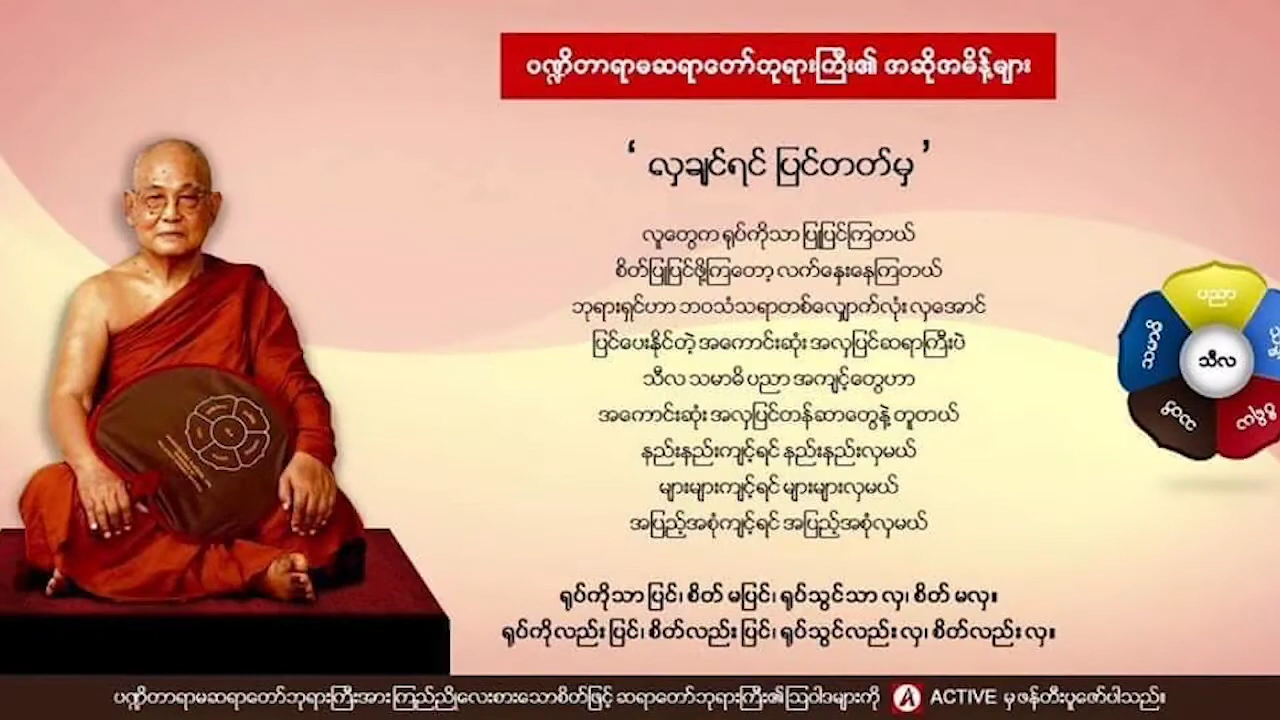 ပဏ္ဍိတာရာမဆရာတော်ဘုရားကြီး၏ အဆိုအမိန့်များ
‘ လှချင်ရင် ပြင်တတ်မှ ’
လူတွေက ရုပ်ကိုသာ ပြုပြင်ကြတယ်
စိတ်ပြုပြင်ဖို့ကြတော့ လက်နှေးနေကြတယ်
ဘုရားရှင်ဟာ ဘဝသံသရာတစ်လျှောက်လုံး လှအောင်
ပြင်ပေးနိုင်တဲ့ အကောင်းဆုံး အလှပြင်ဆရာကြီးပဲ
သီလ သမာဓိ ပညာ အကျင့်တွေဟာ
အကောင်းဆုံး အလှပြင်တန်ဆာတွေနဲ့ တူတယ်
နည်းနည်းကျင့်ရင် နည်းနည်းလှမယ်
များများကျင့်ရင် များများလှမယ်
အပြည့်အစုံကျင့်ရင် အပြည့်အစုံလှမယ်
ရုပ်ကိုသာ ပြင်၊ စိတ် မပြင်၊ ရုပ်သွင်သာ လှ၊ စိတ် မလှ။
ရုပ်ကိုလည်း ပြင်၊ စိတ်လည်း ပြင်၊ ရုပ်သွင်လည်း လှ၊ စိတ်လည်း လှ။
ပညာ
သမာဓိ
သီလ
ပဏ္ဍိတာရာမဆရာတော်ဘုရားကြီးအား ကြည်ညိုလေးစားသောစိတ်ဖြင့် ဆရာတော်ဘုရားကြီး၏ ဩဝါဒများကို ACTIVE မှ ဖန်တီးပူဇော်ပါသည်။